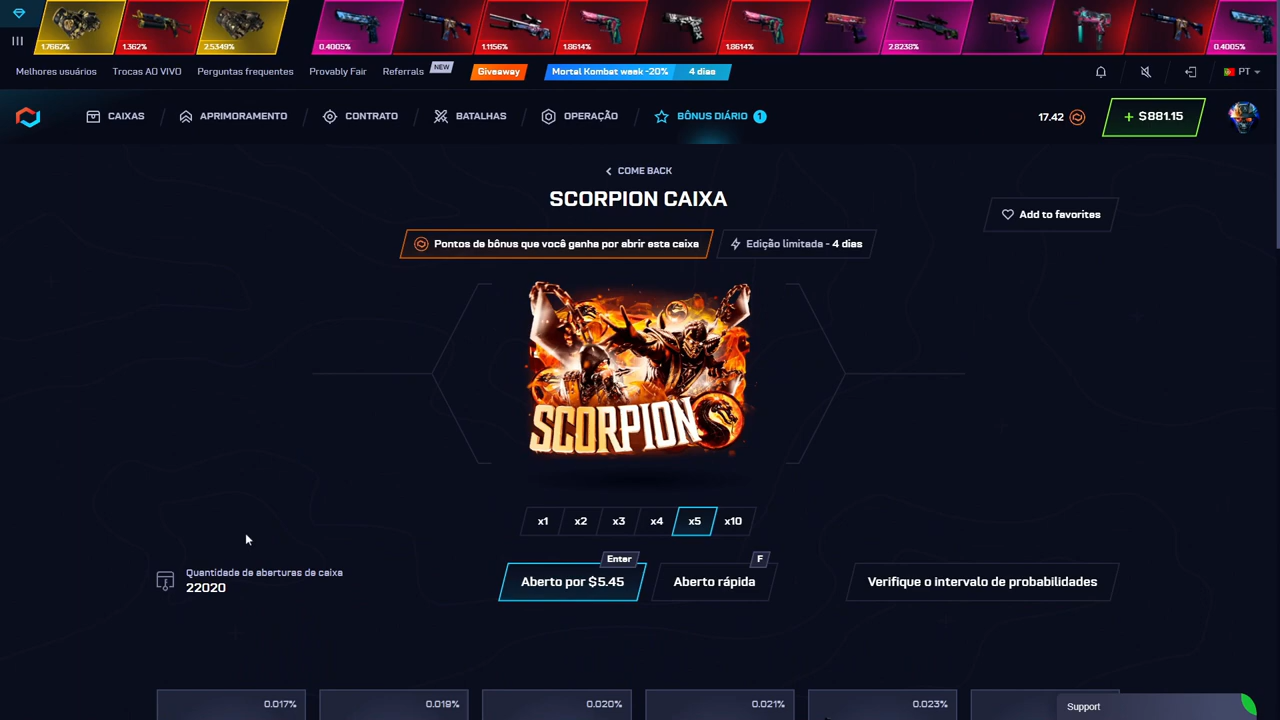 1.7662%
1.362%
2.5349%
0.4005%
1.1156%
1.8614%
1.8614%
2.8238%
0.4005%
Melhores usuários
Trocas AO VIVO
Perguntas frequentes
Provably Fair
Referrals
NEW
Giveaway
Mortal Kombat week -20%
4 dias
PT
CAIXAS
APRIMORAMENTO
CONTRATO
BATALHAS
OPERAÇÃO
BÔNUS DIÁRIO
1
17.42
+ $881.15
COME BACK
SCORPION CAIXA
Add to favorites
Pontos de bônus que você ganha por abrir esta caixa
Edição limitada - 4 dias
SCORPION
x1
x2
x3
x4
x5
x10
Enter
F
Quantidade de aberturas de caixa
22020
Aberto por $5.45
Aberto rápida
Verifique o intervalo de probabilidades
0.017%
0.019%
0.020%
0.021%
0.023%
Support